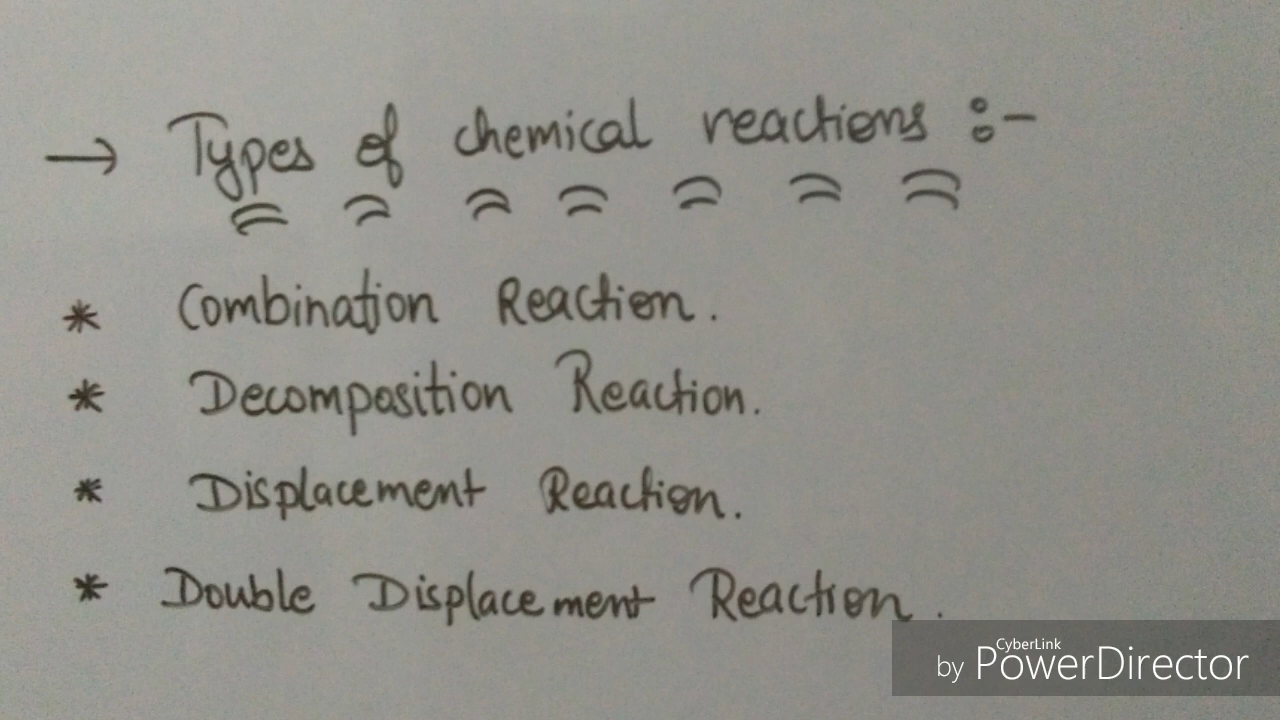 → Types of chemical reactions :-
* Combination Reaction.
* Decomposition Reaction.
* Displacement Reaction.
* Double Displacement Reaction.
CyberLink
by PowerDirector